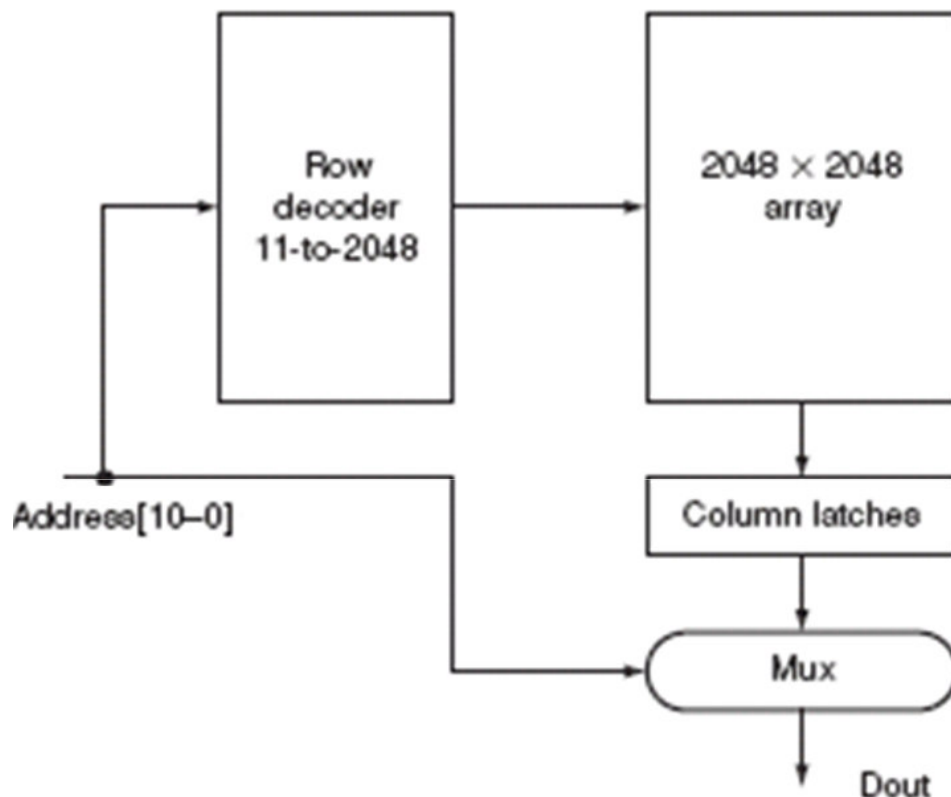 Row
decoder
11-to-2048
2048 × 2048
array
Address[10–0]
Column latches
Mux
Dout